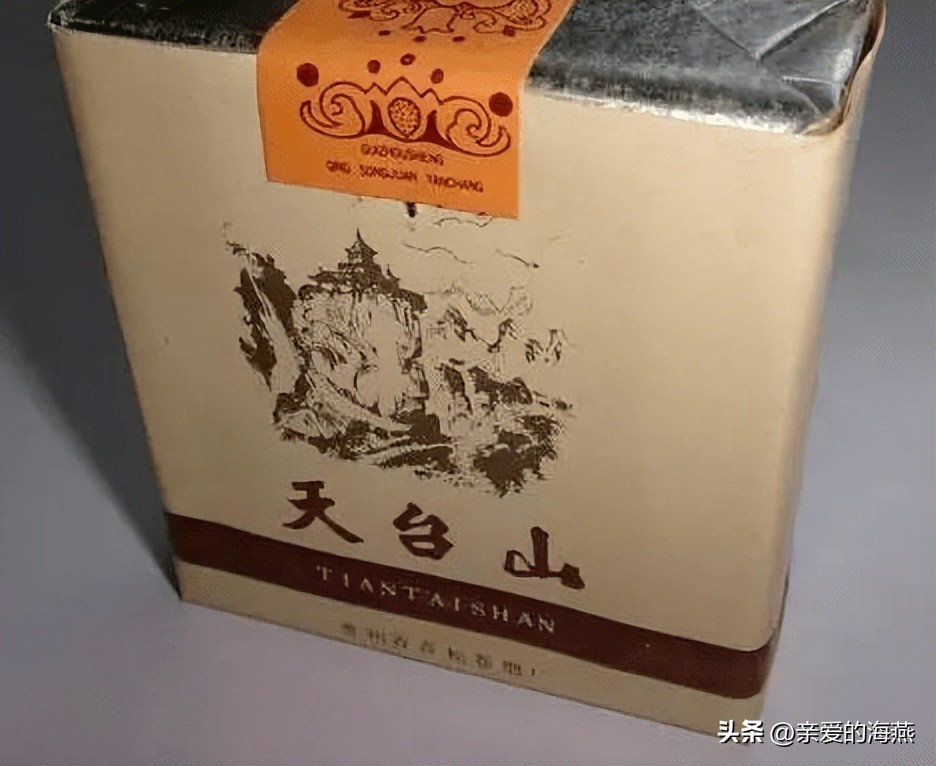 GUIZHOUSHENG
QING SONGJUAN YANCHANG
天台山
TIANTAISHAN
贵州省青松卷烟厂
头条 @亲爱的海燕